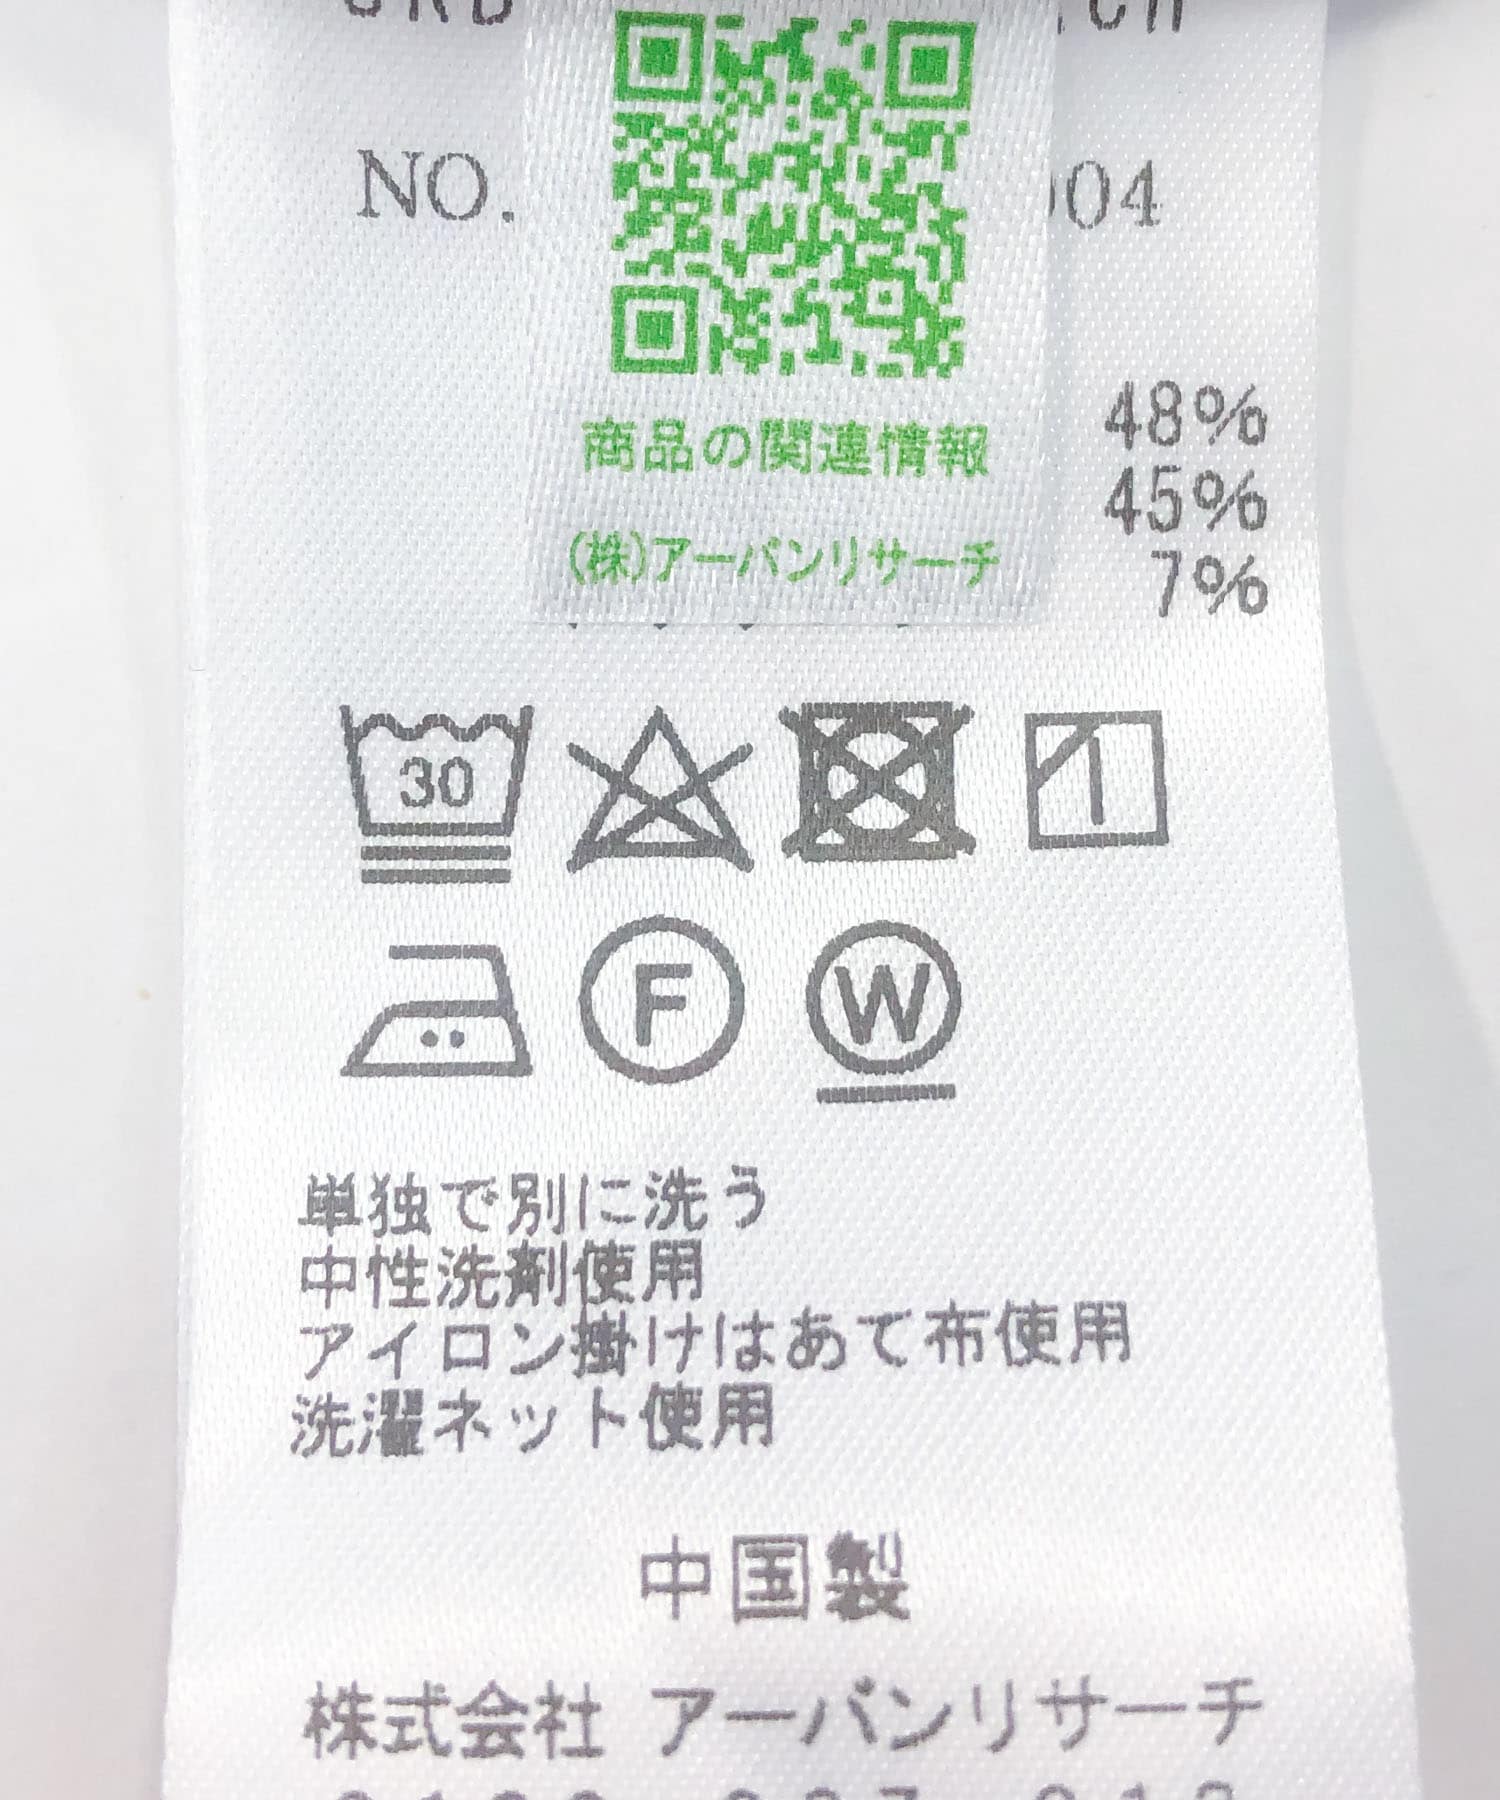 NO.
04
商品の関連情報
(株)アーバンリサーチ
48%
45%
7%
30
F
W
単独で別に洗う
中性洗剤使用
アイロン掛けはあて布使用
洗濯ネット使用
中国製
株式会社 アーバンリサーチ